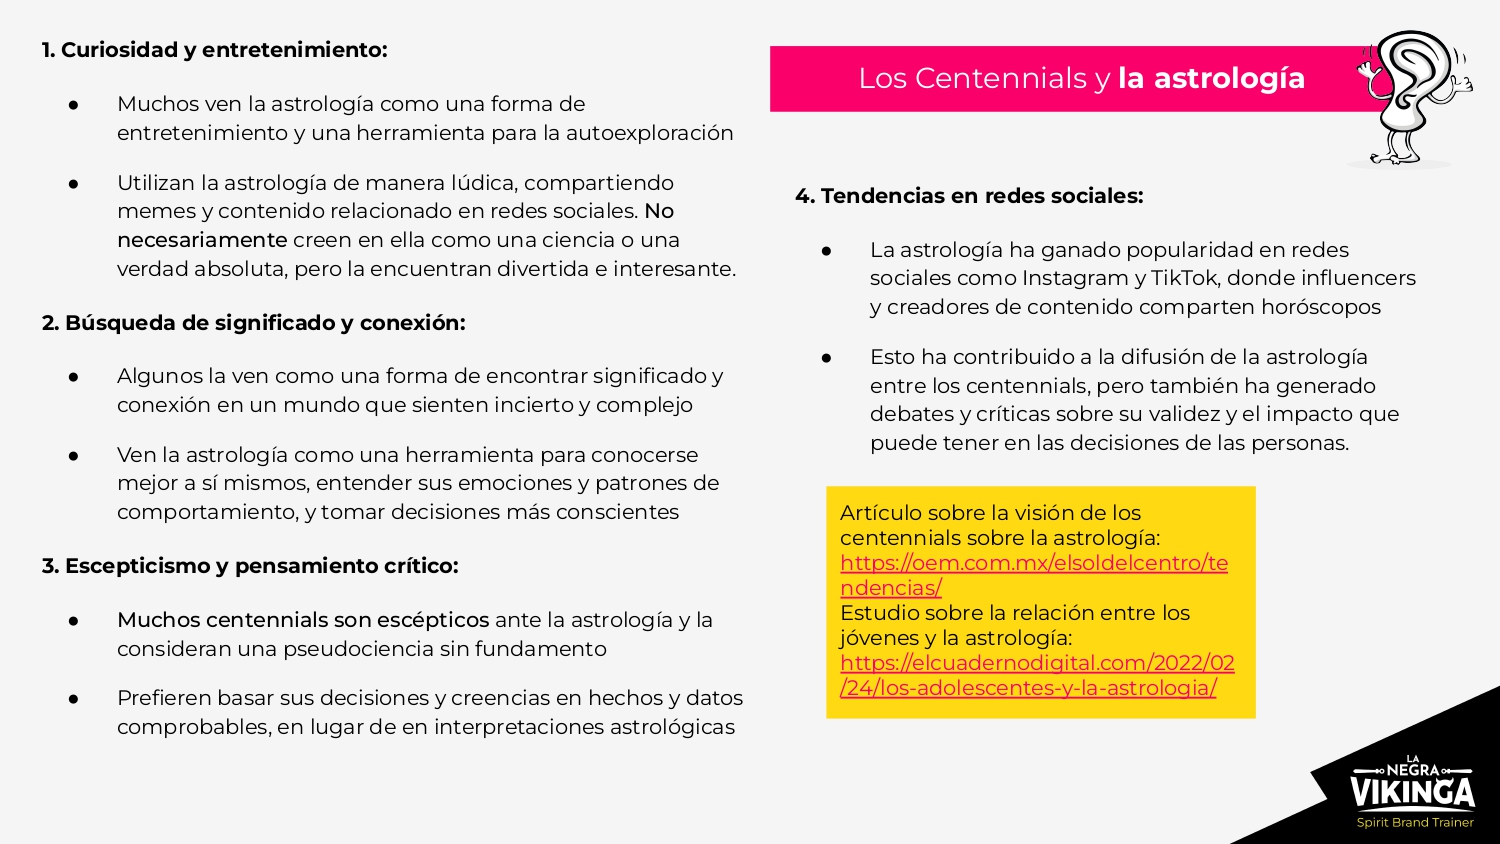 1. Curiosidad y entretenimiento:
● Muchos ven la astrología como una forma de
entretenimiento y una herramienta para la autoexploración
● Utilizan la astrología de manera lúdica, compartiendo
memes y contenido relacionado en redes sociales. No
necesariamente creen en ella como una ciencia o una
verdad absoluta, pero la encuentran divertida e interesante.
2. Búsqueda de significado y conexión:
● Algunos la ven como una forma de encontrar significado y
conexión en un mundo que sienten incierto y complejo
● Ven la astrología como una herramienta para conocerse
mejor a sí mismos, entender sus emociones y patrones de
comportamiento, y tomar decisiones más conscientes
3. Escepticismo y pensamiento crítico:
● Muchos centennials son escépticos ante la astrología y la
consideran una pseudociencia sin fundamento
● Prefieren basar sus decisiones y creencias en hechos y datos
comprobables, en lugar de en interpretaciones astrológicas
Los Centennials y la astrología
4. Tendencias en redes sociales:
● La astrología ha ganado popularidad en redes
sociales como Instagram y TikTok, donde influencers
y creadores de contenido comparten horóscopos
● Esto ha contribuido a la difusión de la astrología
entre los centennials, pero también ha generado
debates y críticas sobre su validez y el impacto que
puede tener en las decisiones de las personas.
Artículo sobre la visión de los
centennials sobre la astrología:
https://oem.com.mx/elsoldelcentro/te
ndencias/
Estudio sobre la relación entre los
jóvenes y la astrología:
https://elcuadernodigital.com/2022/02
/24/los-adolescentes-y-la-astrologia/
LA
NEGRA
VIKINGA
Spirit Brand Trainer